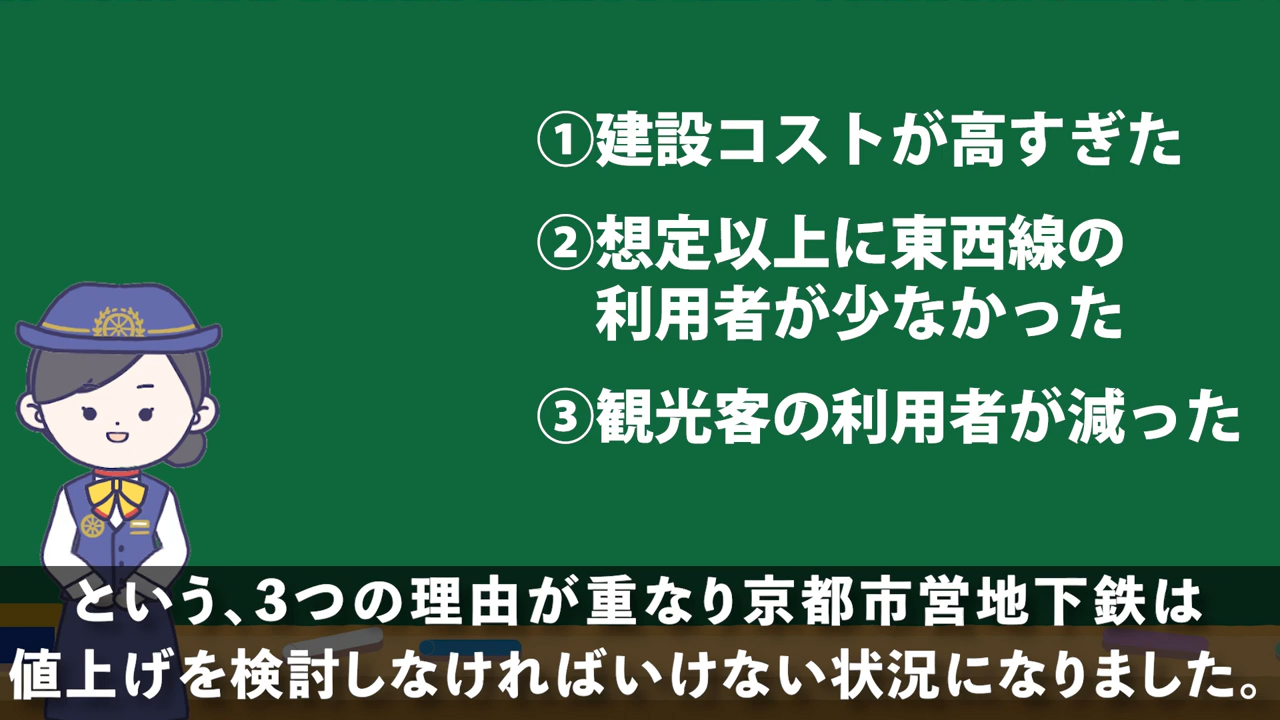 ①建設コストが高すぎた
②想定以上に東西線の
利用者が少なかった
③観光客の利用者が減った
という、3つの理由が重なり京都市営地下鉄は
値上げを検討しなければいけない状況になりました。